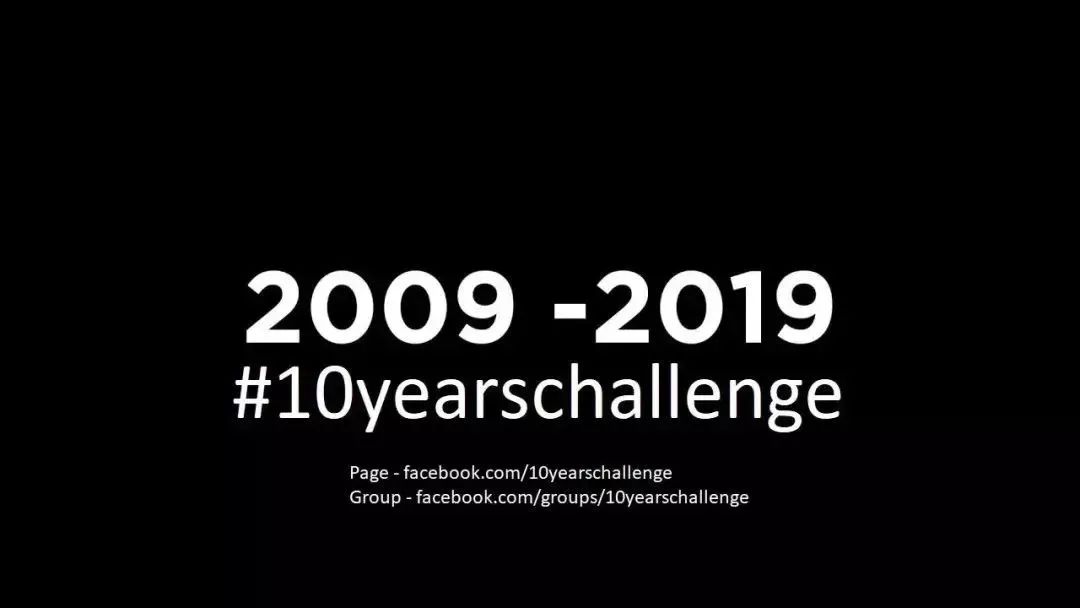 2009 -2019
#10yearschallenge
Page - facebook.com/10yearschallenge
Group - facebook.com/groups/10yearschallenge